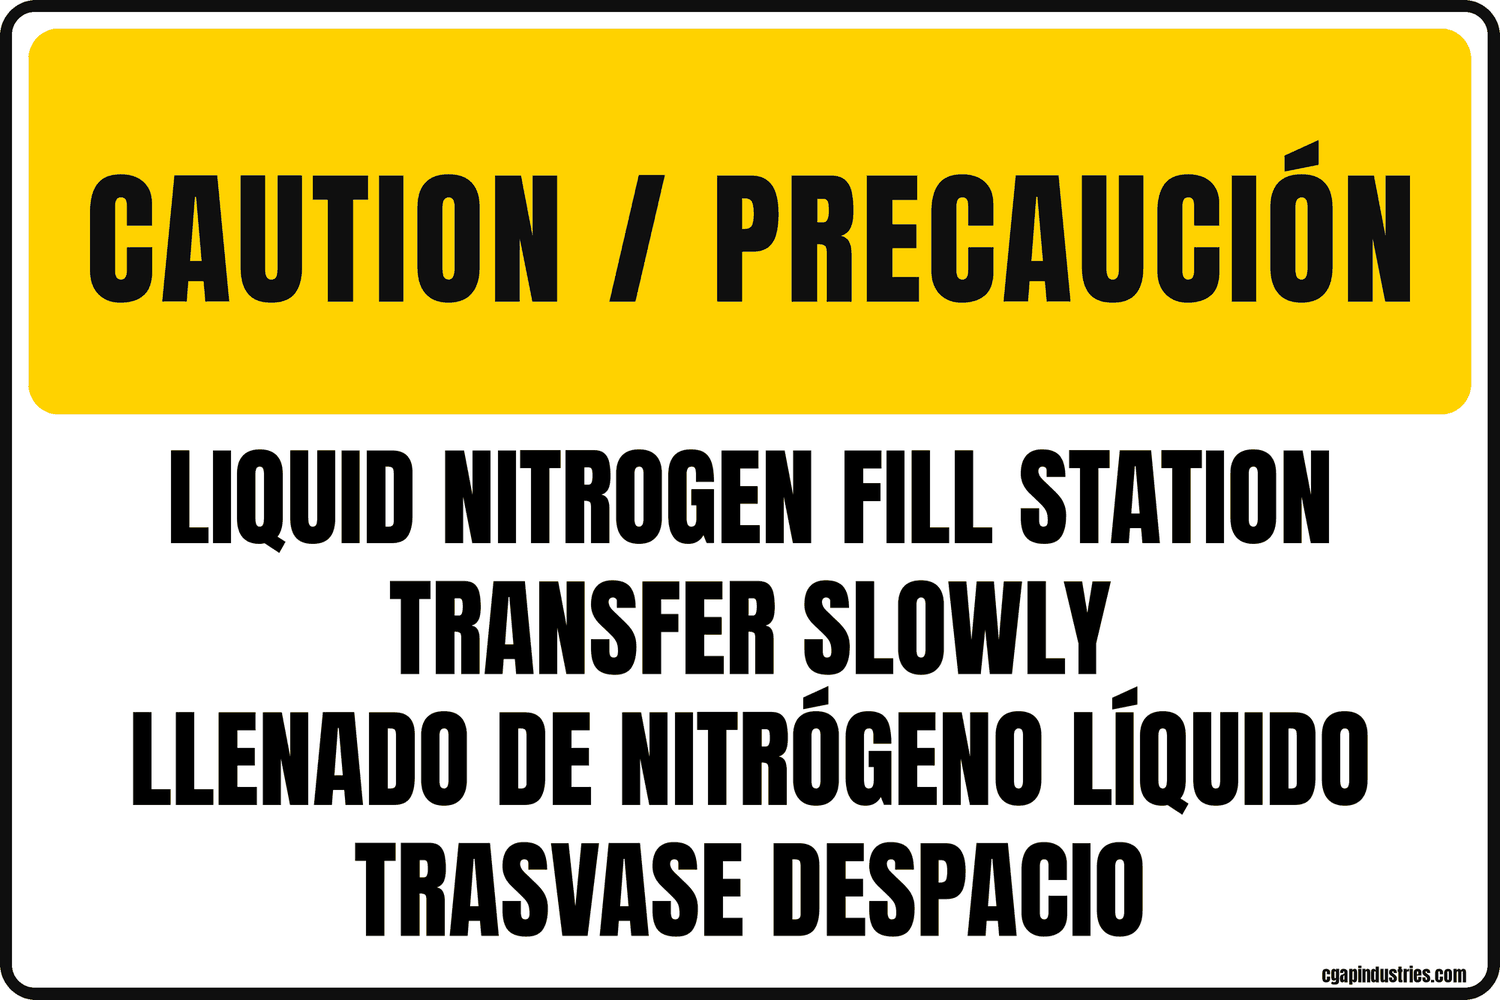 CAUTION / PRECAUCIÓN
LIQUID NITROGEN FILL STATION
TRANSFER SLOWLY
LLENADO DE NITRÓGENO LÍQUIDO
TRASVASE DESPACIO
cgapindustries.com